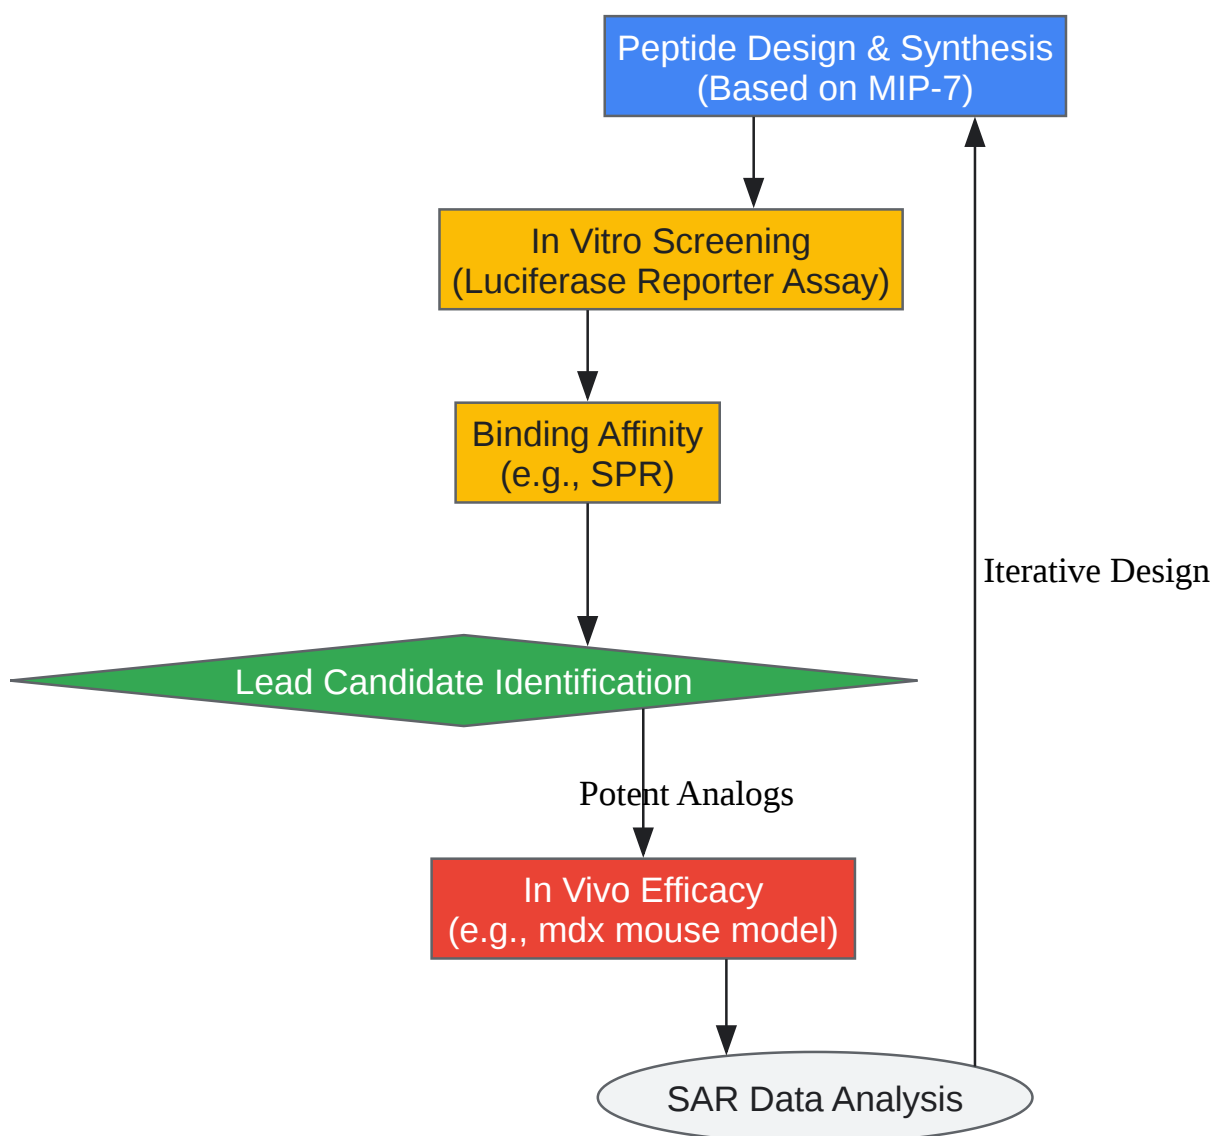 Peptide Design & Synthesis
(Based on MIP-7)
In Vitro Screening
(Luciferase Reporter Assay)
Binding Affinity
(e.g., SPR)
Iterative Design
Lead Candidate Identification
Potent Analogs
In Vivo Efficacy
(e.g., mdx mouse model)
SAR Data Analysis